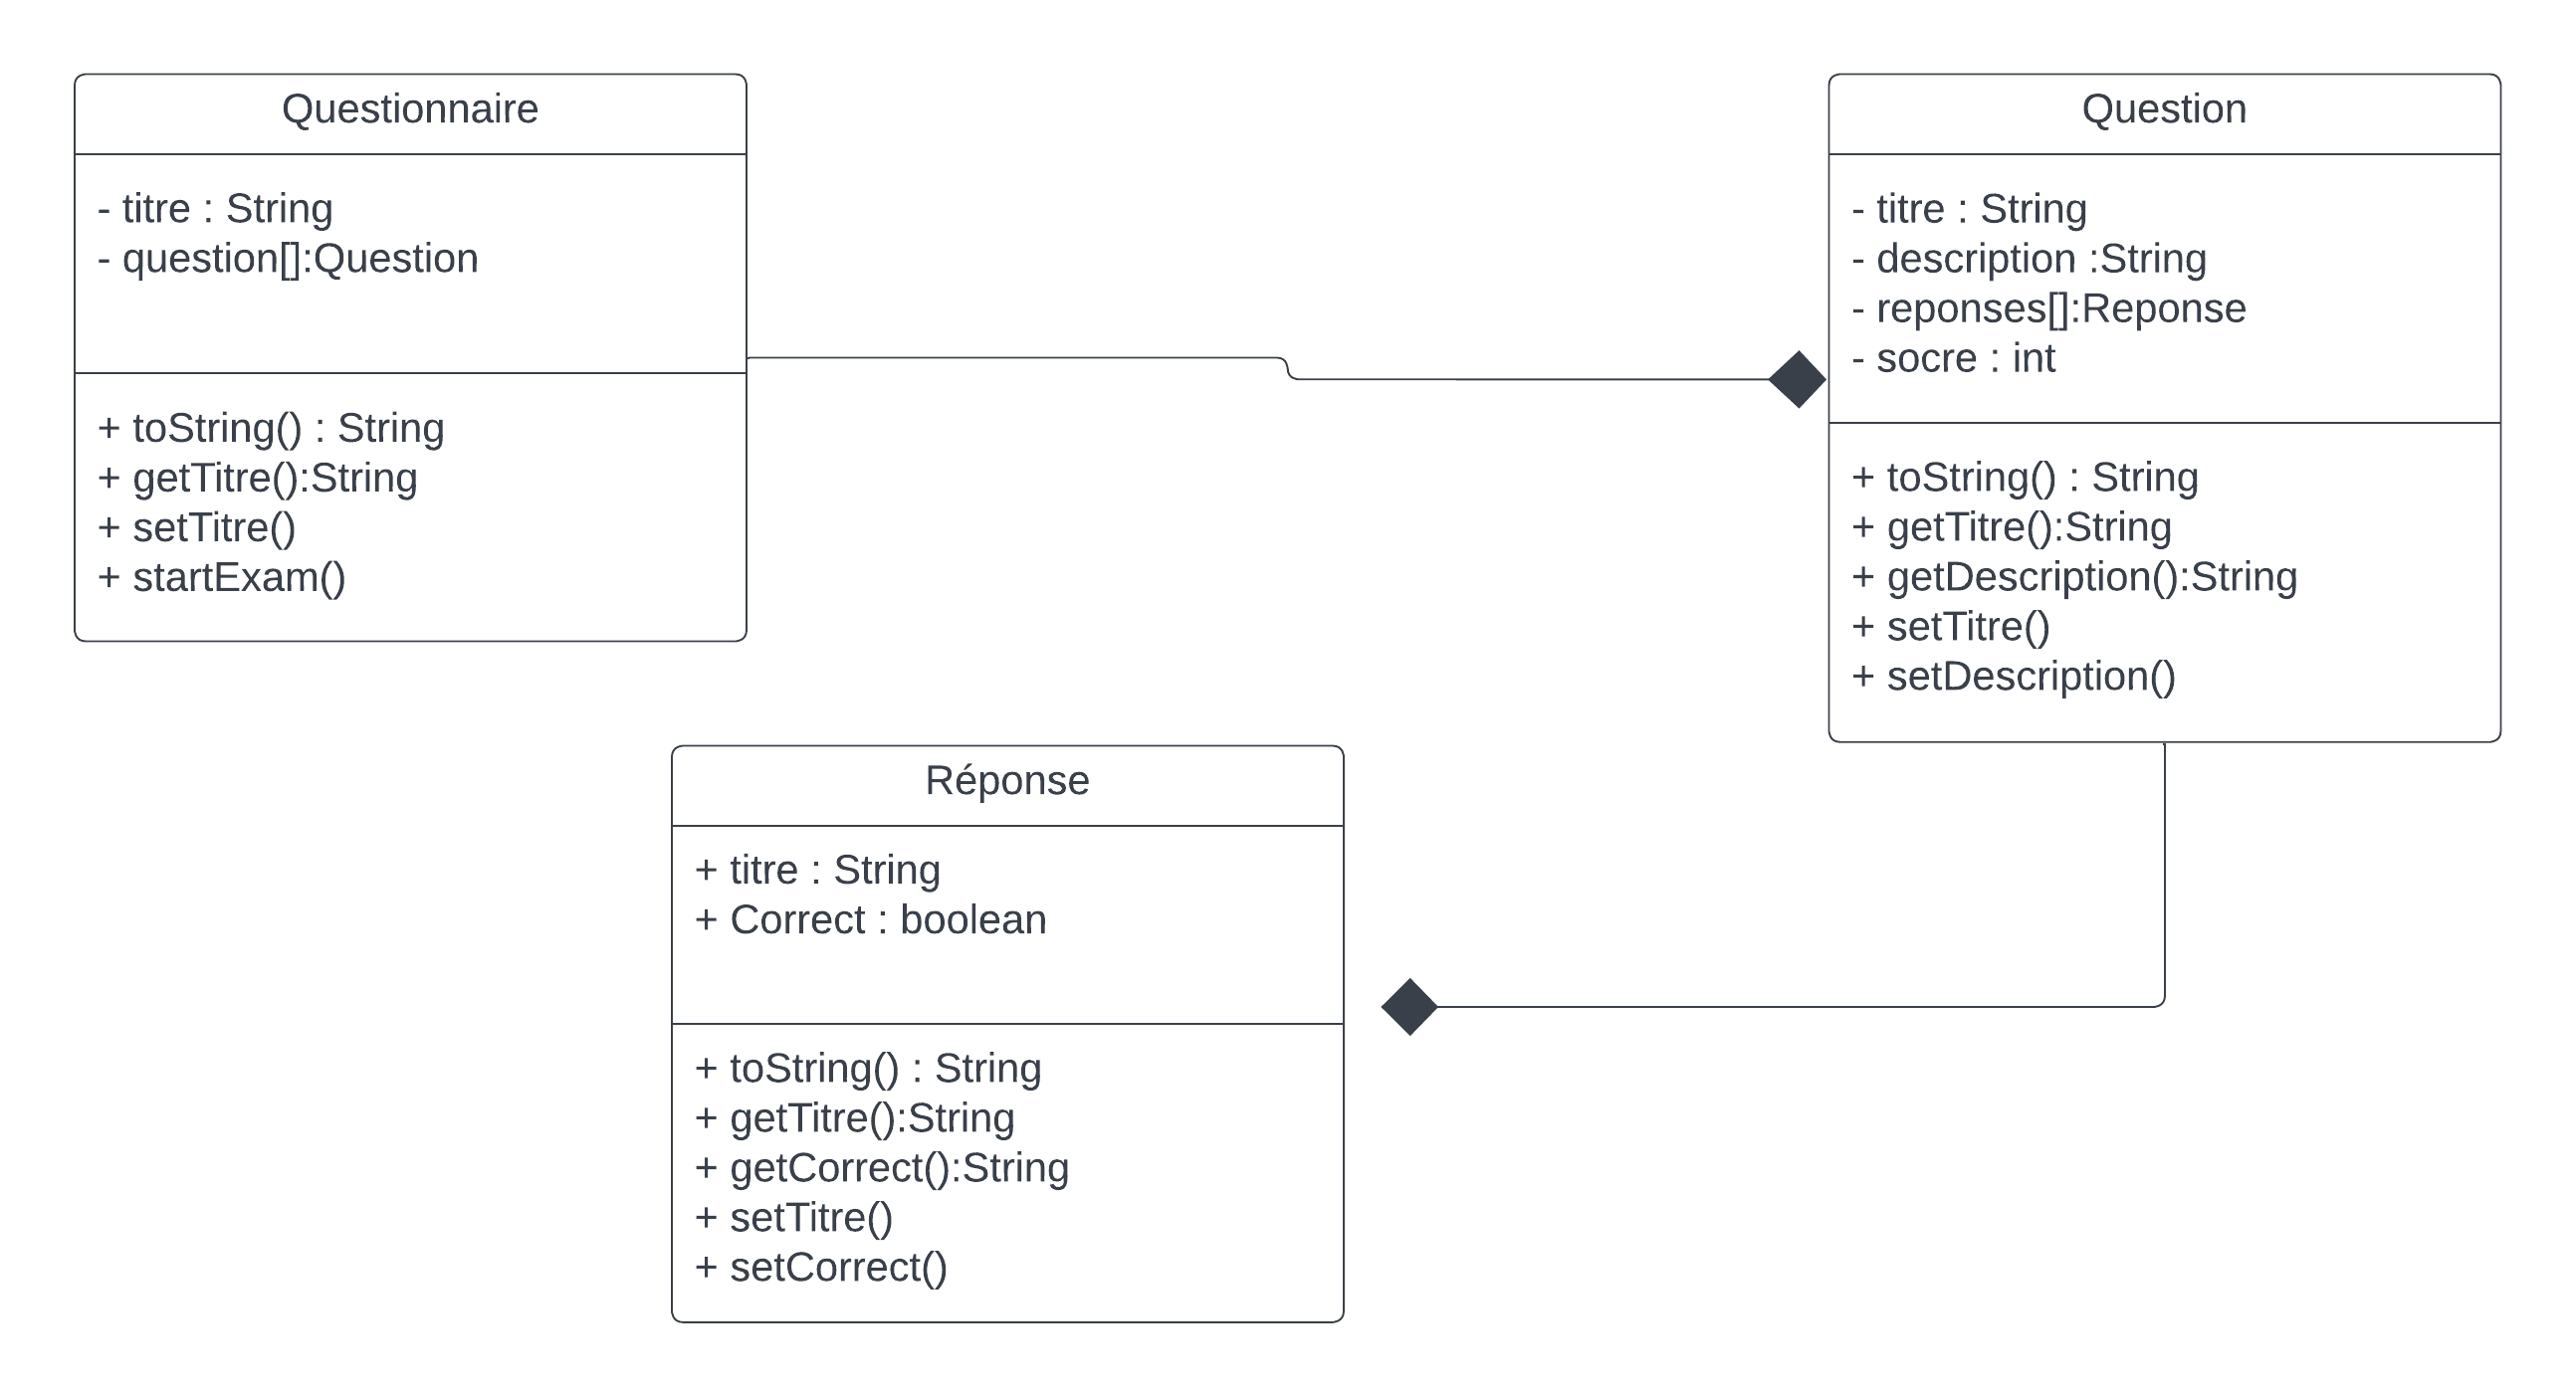 Questionnaire
- titre : String
- question[]:Question
+ toString() : String
+ getTitre():String
+ setTitre()
+ startExam()
Question
- titre : String
- description :String
- reponses[]:Reponse
- socre : int
+ toString() : String
+ getTitre():String
+ getDescription():String
+ setTitre()
+ setDescription()
Réponse
+ titre : String
+ Correct : boolean
+ toString() : String
+ getTitre():String
+ getCorrect():String
+ setTitre()
+ setCorrect()